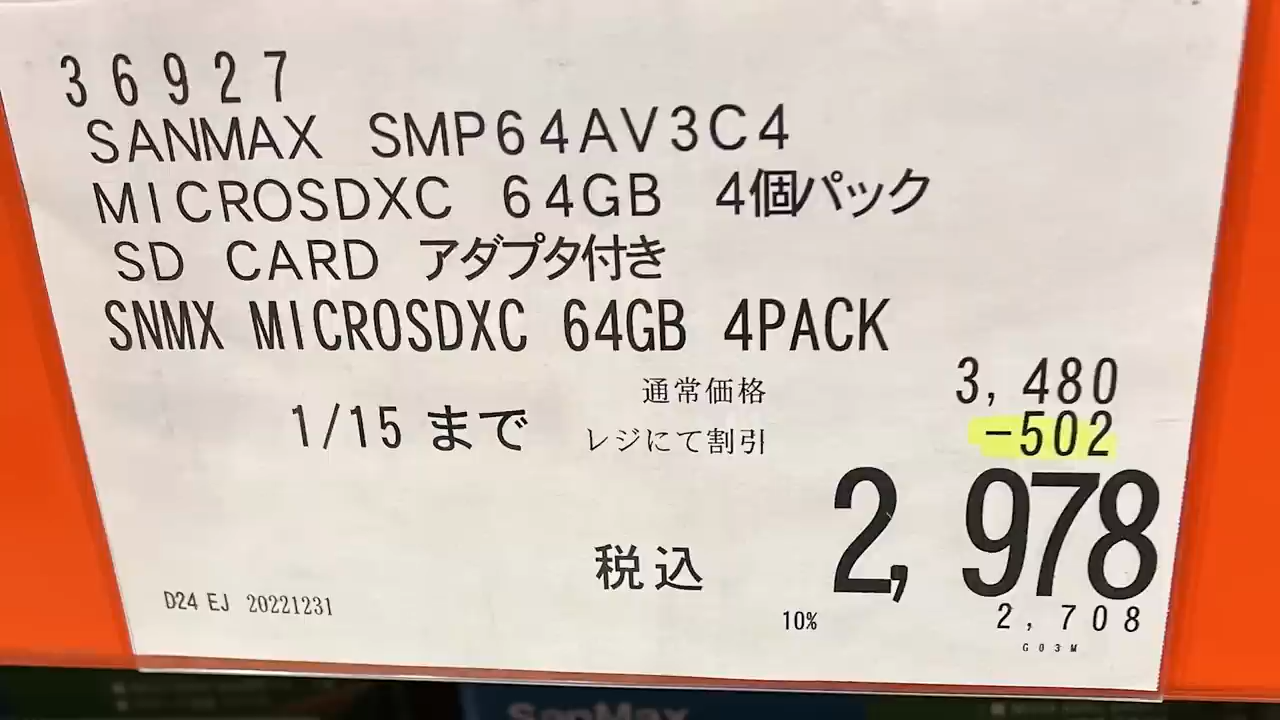 36927
SANMAX SMP64AV3C4
MICROSDXC 64GB 4個パック
SD CARD アダプタ付き
SNMX MICROSDXC 64GB 4PACK
通常価格 3,480
1/15 まで レジにて割引 -502
税込 2,978
10% 2,708
D24 EJ 20221231
G03M
SanMax